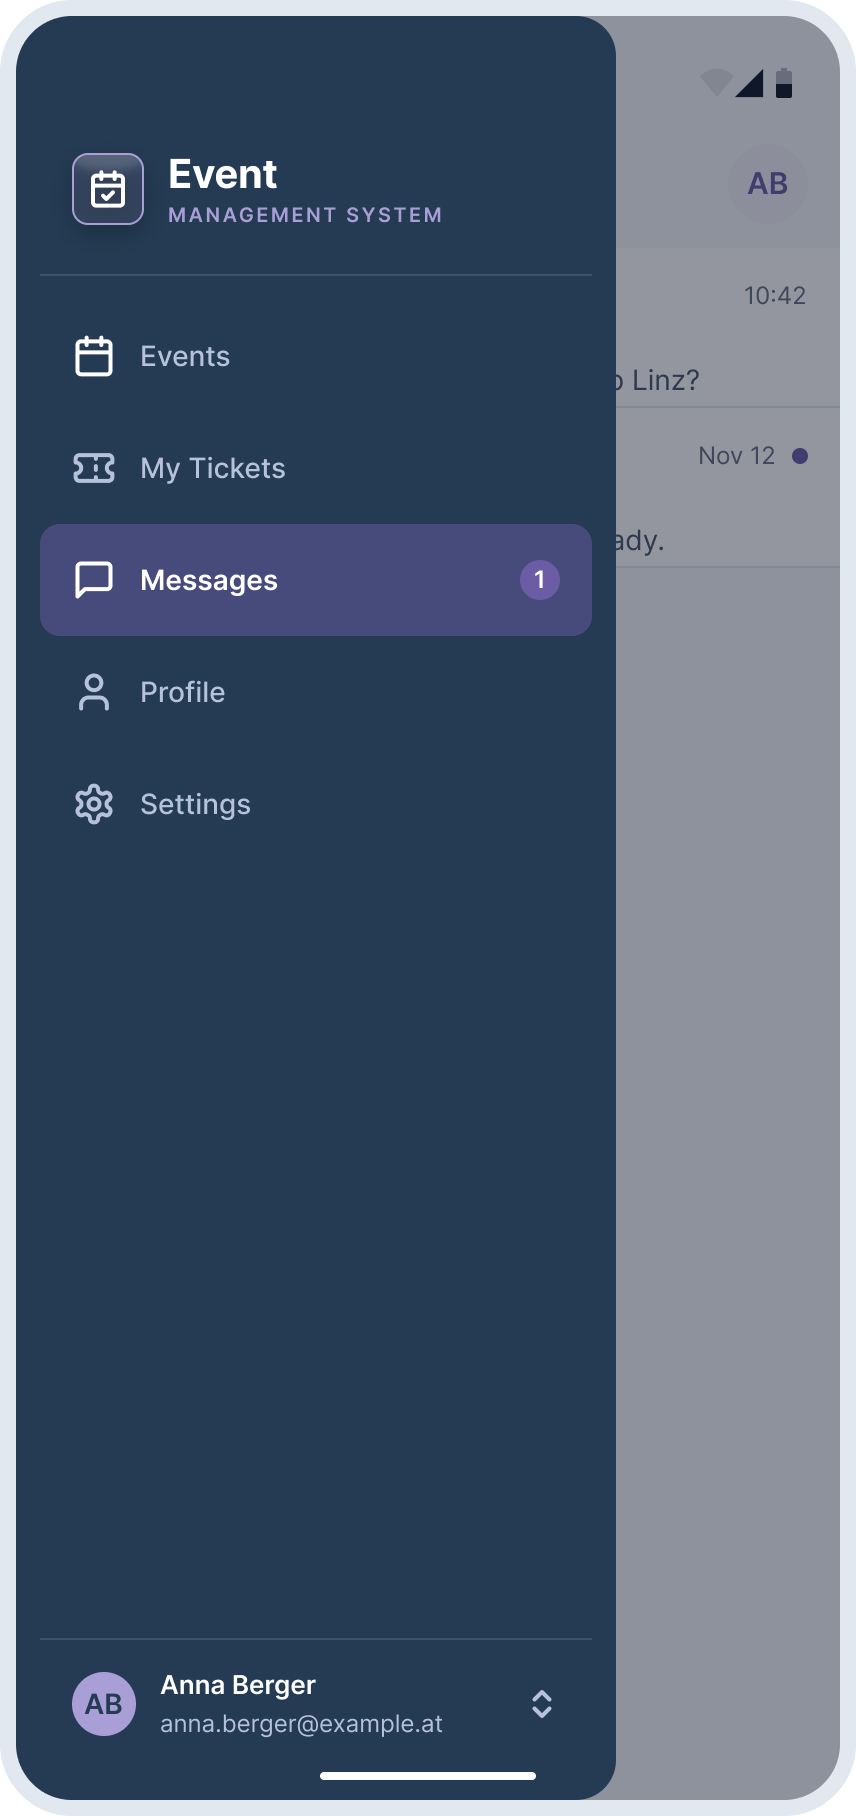 Event
MANAGEMENT SYSTEM
AB
10:42
Linz?
Nov 12
Events
My Tickets
Messages
1
Profile
Settings
AB
Anna Berger
anna.berger@example.at